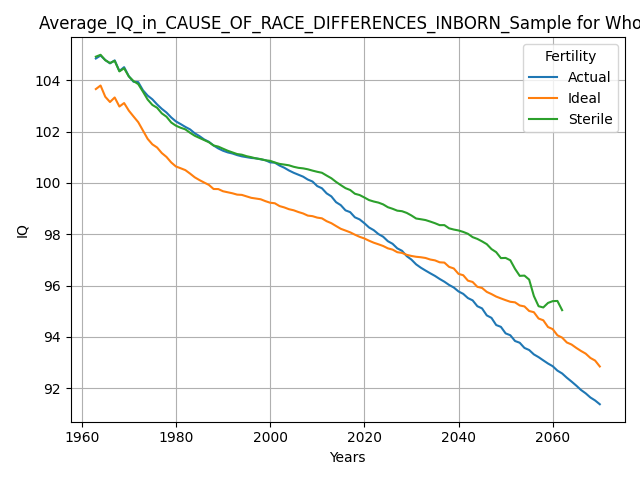 Average_IQ_in_CAUSE_OF_RACE_DIFFERENCES_INBORN_Sample for Who
Fertility
Actual
Ideal
Sterile
IQ
104
102
100
98
96
94
92
1960
1980
2000
2020
2040
2060
Years